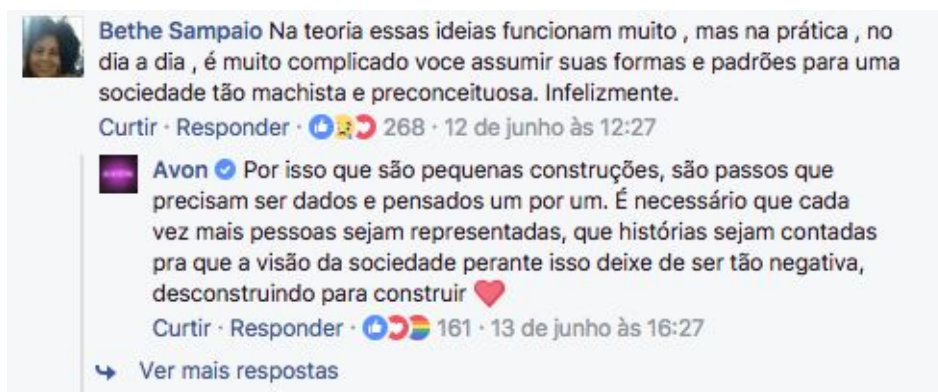 Bethe Sampaio Na teoria essas ideias funcionam muito , mas na prática , no
dia a dia , é muito complicado voce assumir suas formas e padrões para uma
sociedade tão machista e preconceituosa. Infelizmente.
Curtir · Responder · 268 · 12 de junho às 12:27
Avon Por isso que são pequenas construções, são passos que
precisam ser dados e pensados um por um. É necessário que cada
vez mais pessoas sejam representadas, que histórias sejam contadas
pra que a visão da sociedade perante isso deixe de ser tão negativa,
desconstruindo para construir ❤
Curtir · Responder · 161 · 13 de junho às 16:27
Ver mais respostas